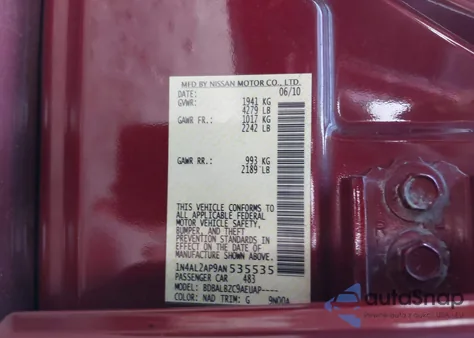 MFD BY NISSAN MOTOR CO., LTD.
DATE: 06/10
GVWR: 1941 KG
4279 LB
GAWR FR.: 1017 KG
2242 LB
GAWR RR.: 993 KG
2189 LB
THIS VEHICLE CONFORMS TO
ALL APPLICABLE FEDERAL
MOTOR VEHICLE SAFETY,
BUMPER, AND THEFT
PREVENTION STANDARDS IN
EFFECT ON THE DATE OF
MANUFACTURE SHOWN ABOVE.
1N4AL2AP9AN535535
PASSENGER CAR 483
MODEL: BDBALBZC9AEUAP----
COLOR: NAD TRIM: G 9N00A
autoSnap